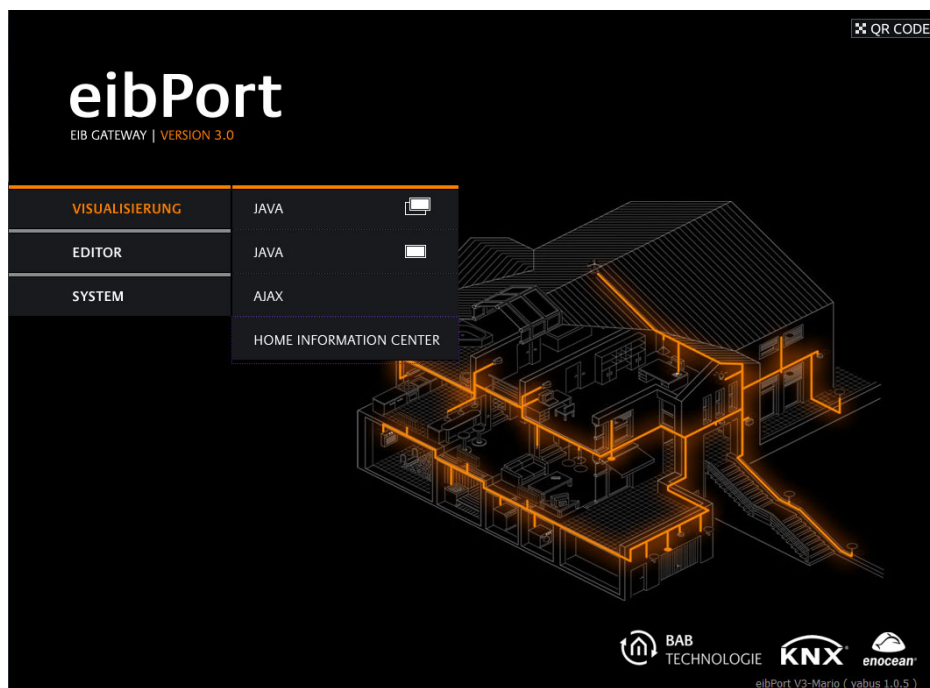 QR CODE
eibPort
EIB GATEWAY | VERSION 3.0
VISUALISIERUNG
JAVA
EDITOR
JAVA
SYSTEM
AJAX
HOME INFORMATION CENTER
BAB
TECHNOLOGIE
KNX
enocean
eibPort V3-Mario ( yabus 1.0.5 )